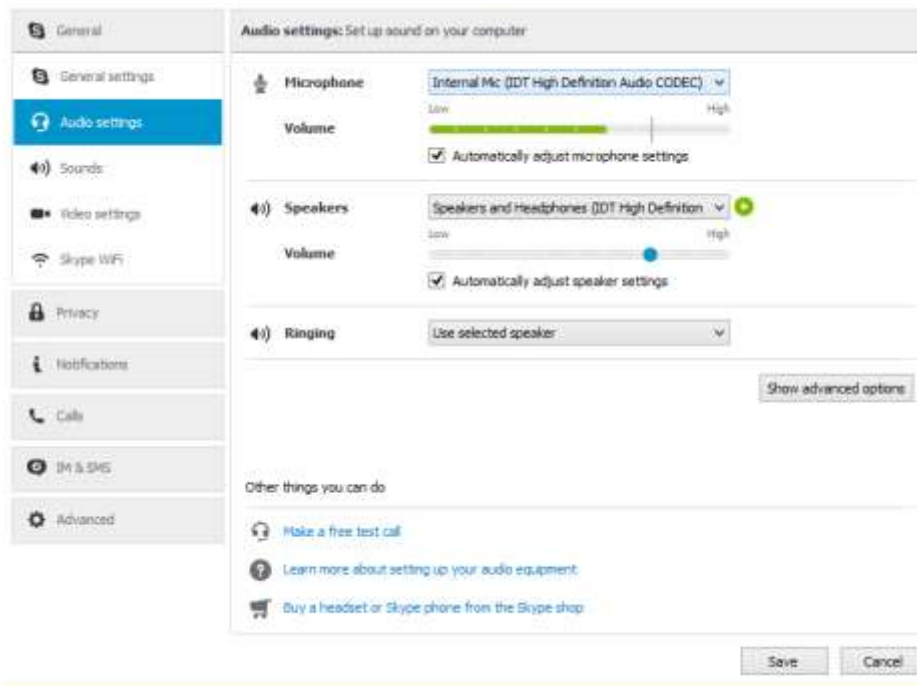 General
General settings
Audio settings
Sounds
Video settings
Skype WiFi
Privacy
Notifications
Calls
IM & SMS
Advanced
Audio settings: Set up sound on your computer
Microphone
Internal Mic (IDT High Definition Audio CODEC)
Low High
Volume
Automatically adjust microphone settings
Speakers
Speakers and Headphones (IDT High Definition
Low High
Volume
Automatically adjust speaker settings
Ringing
Use selected speaker
Show advanced options
Other things you can do
Make a free test call
Learn more about setting up your audio equipment
Buy a headset or Skype phone from the Skype shop
Save
Cancel